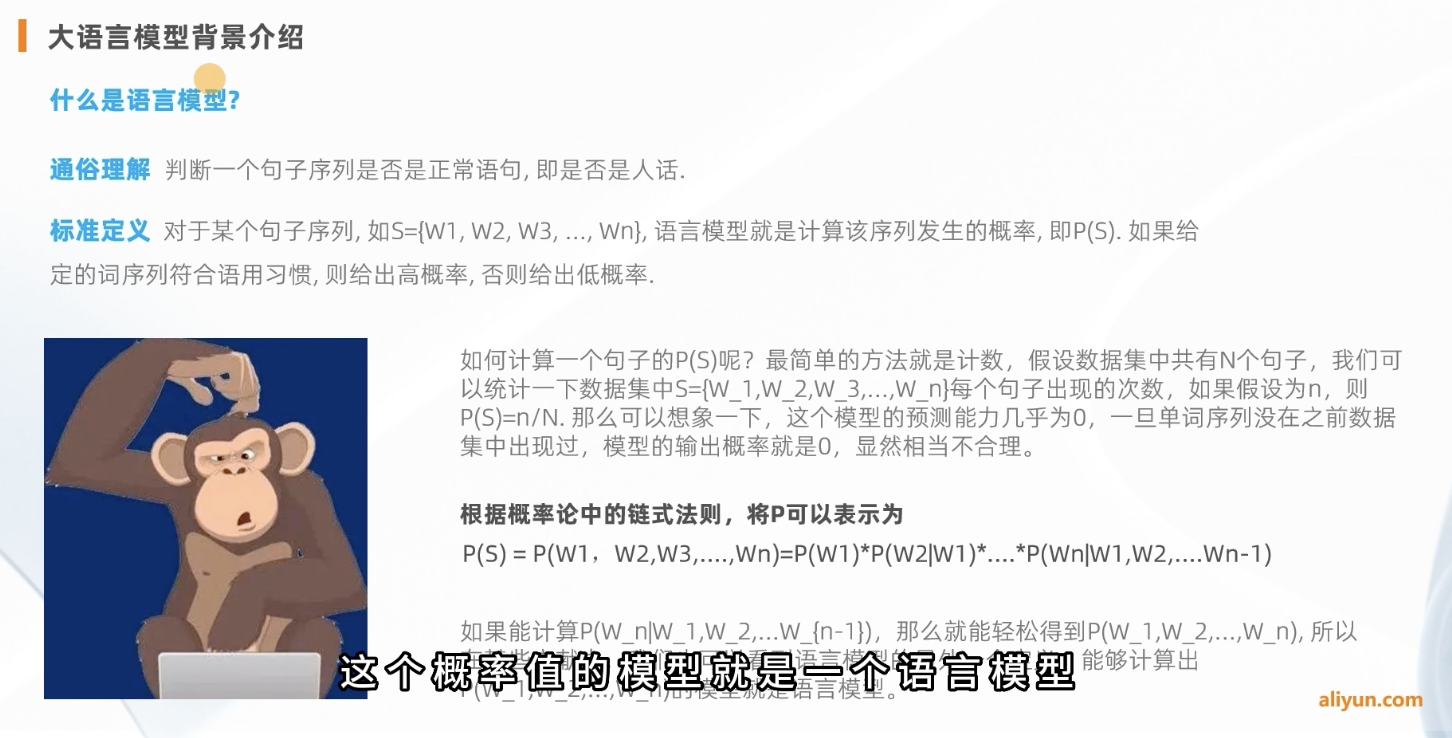 大语言模型背景介绍
什么是语言模型?
通俗理解 判断一个句子序列是否是正常语句, 即是否是人话.
标准定义 对于某个句子序列, 如S={W1, W2, W3, ..., Wn}, 语言模型就是计算该序列发生的概率, 即P(S). 如果给
定的词序列符合语用习惯, 则给出高概率, 否则给出低概率.
如何计算一个句子的P(S)呢？最简单的方法就是计数，假设数据集中共有N个句子，我们可
以统计一下数据集中S={W_1,W_2,W_3,...,W_n}每个句子出现的次数，如果假设为n，则
P(S)=n/N. 那么可以想象一下，这个模型的预测能力几乎为0，一旦单词序列没在之前数据
集中出现过，模型的输出概率就是0，显然相当不合理。
根据概率论中的链式法则，将P可以表示为
P(S) = P(W1，W2,W3,....,Wn)=P(W1)*P(W2|W1)*....*P(Wn|W1,W2,....Wn-1)
如果能计算P(W_n|W_1,W_2,...W_{n-1})，那么就能轻松得到P(W_1,W_2,...,W_n), 所以
能够计算出
P(W_1,W_2,...,W_n)的模型就是语言模型。
这个概率值的模型就是一个语言模型
aliyun.com